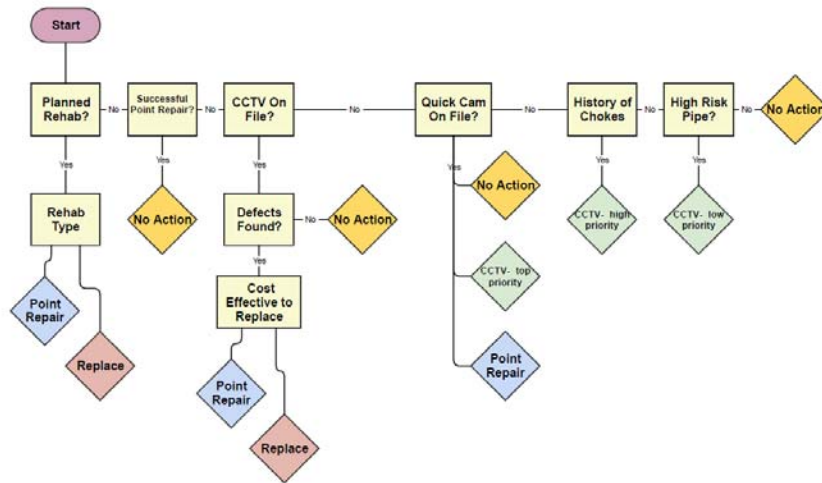 Start
Planned
Rehab?
No
Successful
Point Repair?
No
CCTV On
File?
No
Quick Cam
On File?
No
History of
Chokes
No
High Risk
Pipe?
No
No Action
Yes
Yes
Yes
Yes
Yes
Yes
Rehab
Type
No Action
Defects
Found?
No
No Action
No Action
CCTV- high
priority
CCTV- low
priority
Yes
Point
Repair
Replace
Cost
Effective to
Replace
CCTV- top
priority
Point
Repair
Replace
Point
Repair